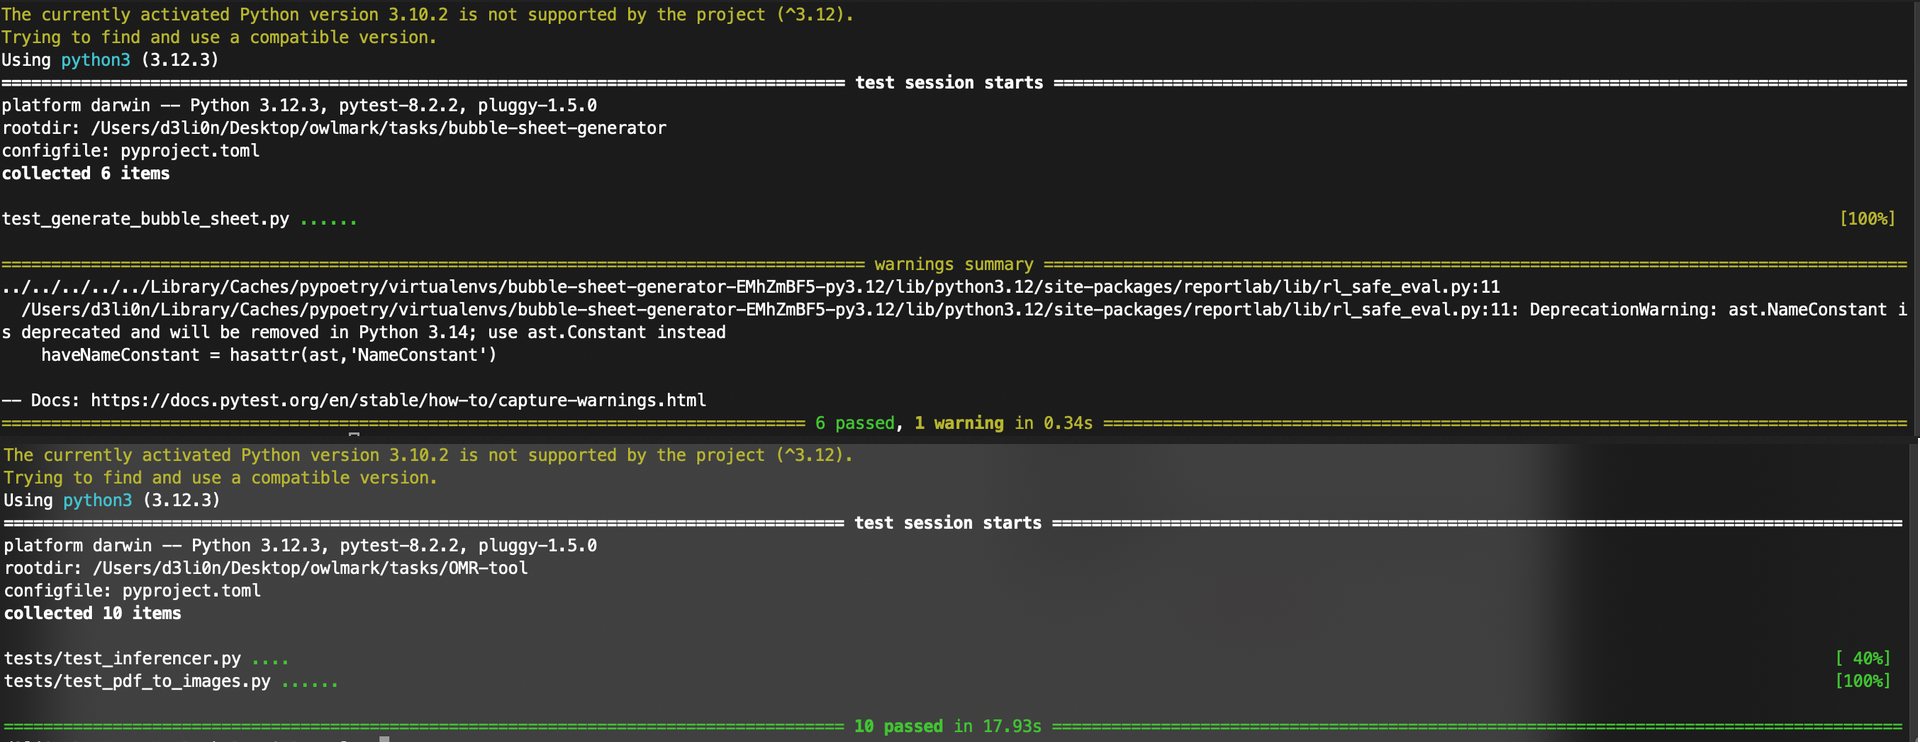 The currently activated Python version 3.10.2 is not supported by the project (^3.12).
Trying to find and use a compatible version.
Using python3 (3.12.3)
===================================================================================== test session starts ======================================================================================
platform darwin -- Python 3.12.3, pytest-8.2.2, pluggy-1.5.0
rootdir: /Users/d3li0n/Desktop/owlmark/tasks/bubble-sheet-generator
configfile: pyproject.toml
collected 6 items
test_generate_bubble_sheet.py ...... [100%]
======================================================================================= warnings summary =======================================================================================
../../../../../Library/Caches/pypoetry/virtualenvs/bubble-sheet-generator-EMhZmBF5-py3.12/lib/python3.12/site-packages/reportlab/lib/rl_safe_eval.py:11
/Users/d3li0n/Library/Caches/pypoetry/virtualenvs/bubble-sheet-generator-EMhZmBF5-py3.12/lib/python3.12/site-packages/reportlab/lib/rl_safe_eval.py:11: DeprecationWarning: ast.NameConstant i
s deprecated and will be removed in Python 3.14; use ast.Constant instead
haveNameConstant = hasattr(ast,'NameConstant')
-- Docs: https://docs.pytest.org/en/stable/how-to/capture-warnings.html
================================================================================= 6 passed, 1 warning in 0.34s =================================================================================
The currently activated Python version 3.10.2 is not supported by the project (^3.12).
Trying to find and use a compatible version.
Using python3 (3.12.3)
===================================================================================== test session starts ======================================================================================
platform darwin -- Python 3.12.3, pytest-8.2.2, pluggy-1.5.0
rootdir: /Users/d3li0n/Desktop/owlmark/tasks/OMR-tool
configfile: pyproject.toml
collected 10 items
tests/test_inferencer.py .... [ 40%]
tests/test_pdf_to_images.py ...... [100%]
===================================================================================== 10 passed in 17.93s ======================================================================================